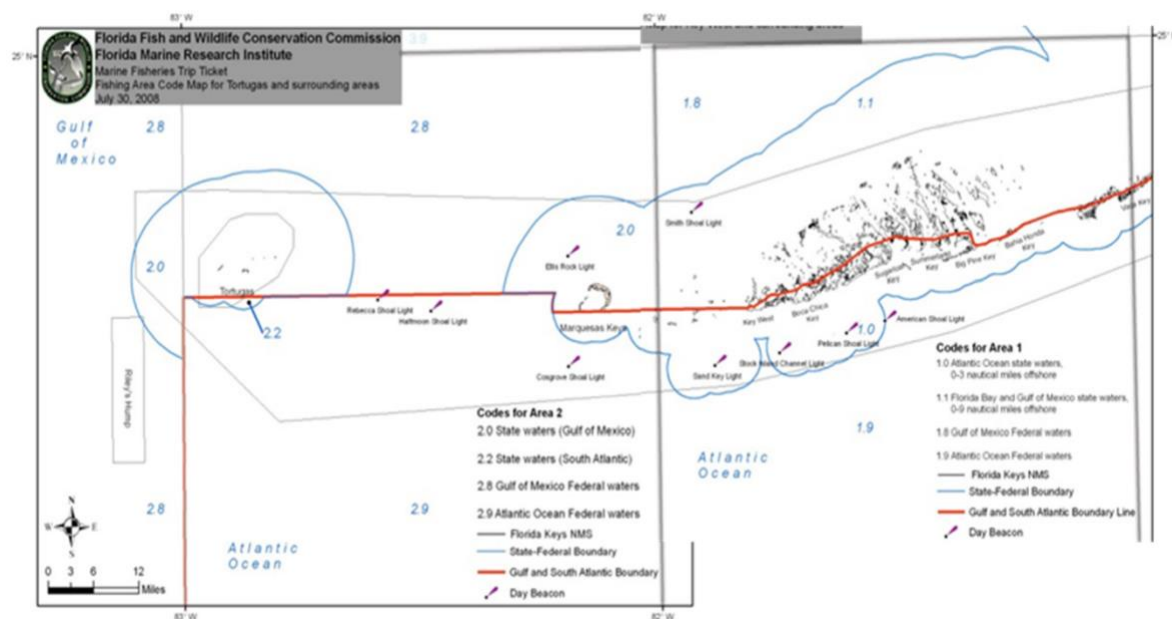 83° W
82° W
Florida Fish and Wildlife Conservation Commission
Florida Marine Research Institute
Marine Fisheries Trip Ticket
Fishing Area Code Map for Tortugas and surrounding areas
July 30, 2008
25° N
25° N
Gulf
of
Mexico
2.8
2.8
1.8
1.1
Smith Shoal Light
2.0
Ellis Rock Light
2.0
Tortugas
Rebecca Shoal Light
Halfmoon Shoal Light
2.2
Marquesas Keys
Cosgrove Shoal Light
Sand Key Light
Key West
Boca Chica
Key
Sugarloaf
Key
Summerland
Key
Big Pine Key
Bahia Honda
Key
Vaca Key
American Shoal Light
1.0
Pelican Shoal Light
Stock Island Channel Light
Riley's Hump
1.9
Atlantic
Ocean
2.8
2.9
Atlantic
Ocean
N
W
E
S
0 3 6 12
Miles
Codes for Area 2
2.0 State waters (Gulf of Mexico)
2.2 State waters (South Atlantic)
2.8 Gulf of Mexico Federal waters
2.9 Atlantic Ocean Federal waters
Florida Keys NMS
State-Federal Boundary
Gulf and South Atlantic Boundary
Day Beacon
Codes for Area 1
1.0 Atlantic Ocean state waters,
0-3 nautical miles offshore
1.1 Florida Bay and Gulf of Mexico state waters,
0-9 nautical miles offshore
1.8 Gulf of Mexico Federal waters
1.9 Atlantic Ocean Federal waters
Florida Keys NMS
State-Federal Boundary
Gulf and South Atlantic Boundary Line
Day Beacon
83° W
82° W